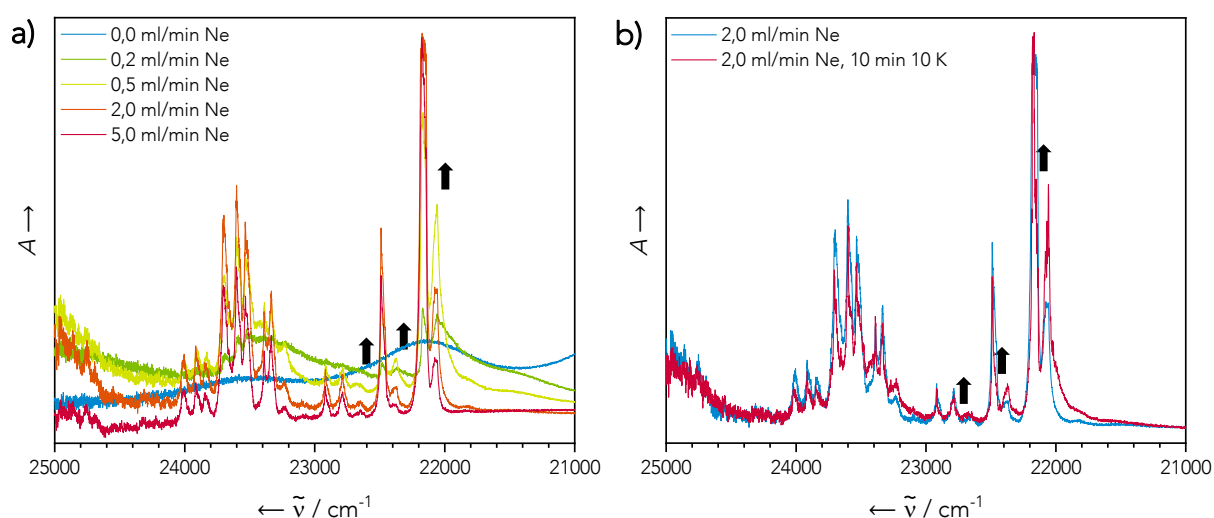 a)
0,0 ml/min Ne
0,2 ml/min Ne
0,5 ml/min Ne
2,0 ml/min Ne
5,0 ml/min Ne
A →
25000 24000 23000 22000 21000
← ṽ / cm⁻¹
b)
2,0 ml/min Ne
2,0 ml/min Ne, 10 min 10 K
A →
25000 24000 23000 22000 21000
← ṽ / cm⁻¹